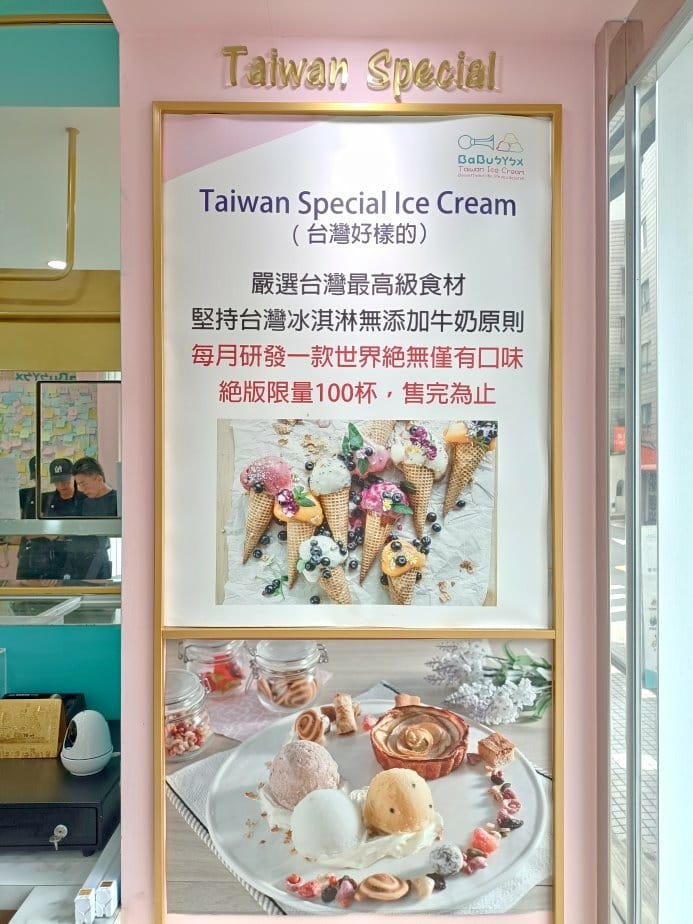 Taiwan Special
BaBuㄅㄚㄅㄨ
Taiwan Ice Cream
Taiwan Special Ice Cream
（台灣好樣的）
嚴選台灣最高級食材
堅持台灣冰淇淋無添加牛奶原則
每月研發一款世界絕無僅有口味
絕版限量100杯，售完為止